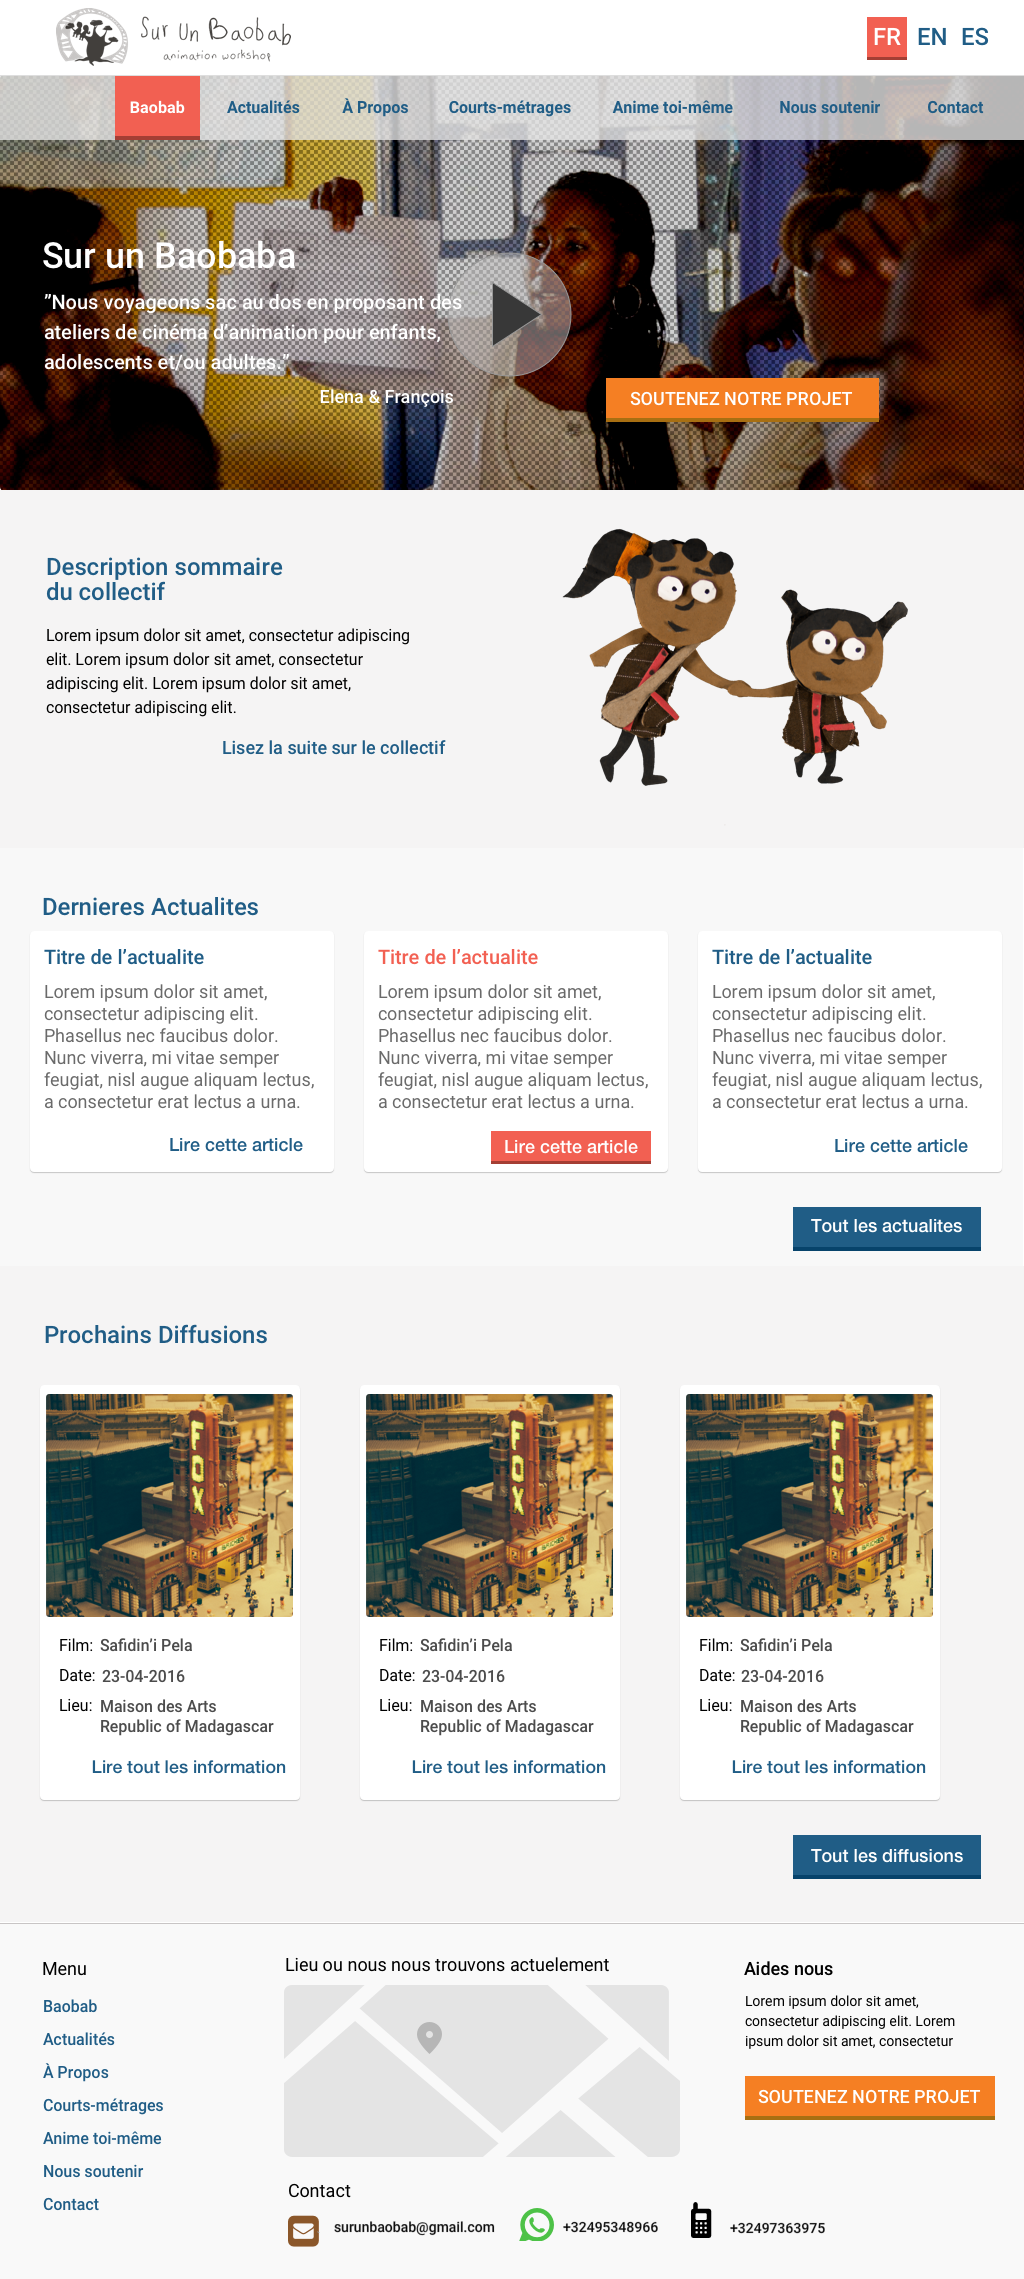 Sur Un Baobab
animation workshop
FR EN ES
Baobab Actualités À Propos Courts-métrages Anime toi-même Nous soutenir Contact
Sur un Baobaba
”Nous voyageons sac au dos en proposant des
ateliers de cinéma d’animation pour enfants,
adolescents et/ou adultes.”
Elena & François
SOUTENEZ NOTRE PROJET
Description sommaire
du collectif
Lorem ipsum dolor sit amet, consectetur adipiscing
elit. Lorem ipsum dolor sit amet, consectetur
adipiscing elit. Lorem ipsum dolor sit amet,
consectetur adipiscing elit.
Lisez la suite sur le collectif
Dernieres Actualites
Titre de l’actualite
Lorem ipsum dolor sit amet,
consectetur adipiscing elit.
Phasellus nec faucibus dolor.
Nunc viverra, mi vitae semper
feugiat, nisl augue aliquam lectus,
a consectetur erat lectus a urna.
Lire cette article
Titre de l’actualite
Lorem ipsum dolor sit amet,
consectetur adipiscing elit.
Phasellus nec faucibus dolor.
Nunc viverra, mi vitae semper
feugiat, nisl augue aliquam lectus,
a consectetur erat lectus a urna.
Lire cette article
Titre de l’actualite
Lorem ipsum dolor sit amet,
consectetur adipiscing elit.
Phasellus nec faucibus dolor.
Nunc viverra, mi vitae semper
feugiat, nisl augue aliquam lectus,
a consectetur erat lectus a urna.
Lire cette article
Tout les actualites
Prochains Diffusions
FOX
Film: Safidin’i Pela
Date: 23-04-2016
Lieu: Maison des Arts
Republic of Madagascar
Lire tout les information
FOX
Film: Safidin’i Pela
Date: 23-04-2016
Lieu: Maison des Arts
Republic of Madagascar
Lire tout les information
FOX
Film: Safidin’i Pela
Date: 23-04-2016
Lieu: Maison des Arts
Republic of Madagascar
Lire tout les information
Tout les diffusions
Menu
Baobab
Actualités
À Propos
Courts-métrages
Anime toi-même
Nous soutenir
Contact
Lieu ou nous nous trouvons actuelement
Contact
surunbaobab@gmail.com +32495348966 +32497363975
Aides nous
Lorem ipsum dolor sit amet,
consectetur adipiscing elit. Lorem
ipsum dolor sit amet, consectetur
SOUTENEZ NOTRE PROJET